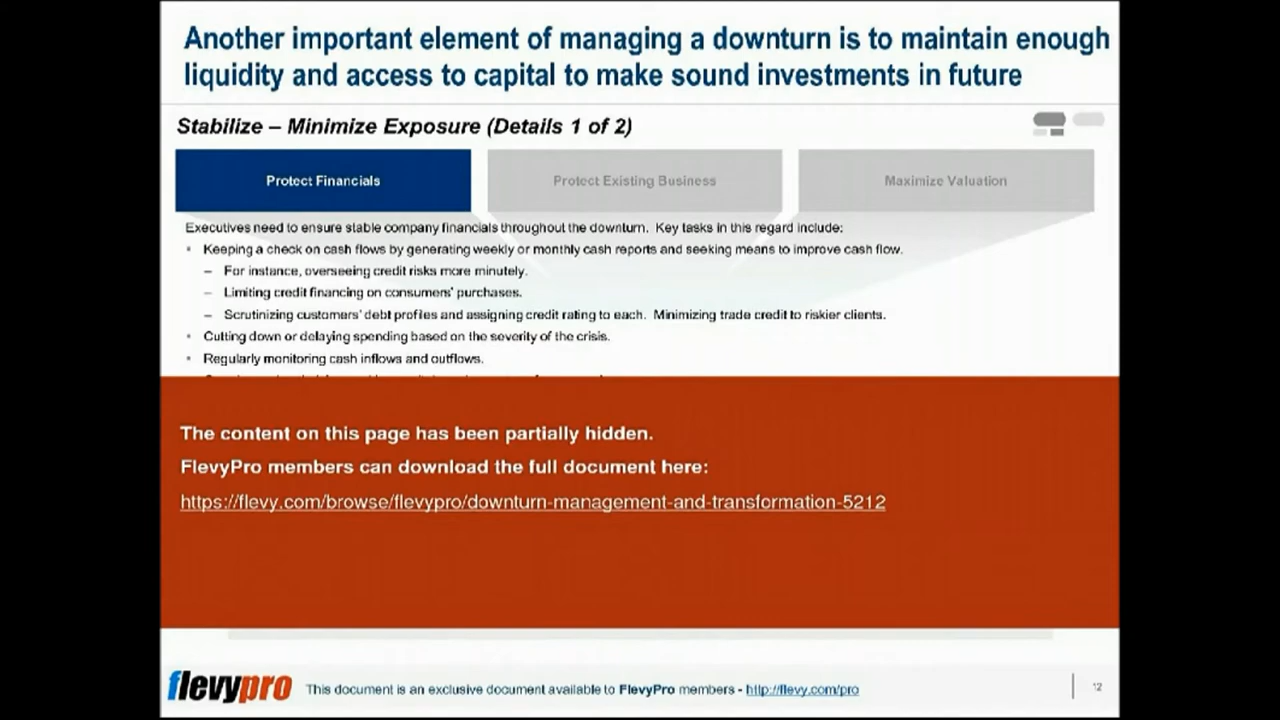 Another important element of managing a downturn is to maintain enough
liquidity and access to capital to make sound investments in future
Stabilize – Minimize Exposure (Details 1 of 2)
Protect Financials
Protect Existing Business
Maximize Valuation
Executives need to ensure stable company financials throughout the downturn. Key tasks in this regard include:
▪ Keeping a check on cash flows by generating weekly or monthly cash reports and seeking means to improve cash flow.
– For instance, overseeing credit risks more minutely.
– Limiting credit financing on consumers' purchases.
– Scrutinizing customers' debt profiles and assigning credit rating to each. Minimizing trade credit to riskier clients.
▪ Cutting down or delaying spending based on the severity of the crisis.
▪ Regularly monitoring cash inflows and outflows.
The content on this page has been partially hidden.
FlevyPro members can download the full document here:
https://flevy.com/browse/flevypro/downturn-management-and-transformation-5212
flevypro
This document is an exclusive document available to FlevyPro members - http://flevy.com/pro
12